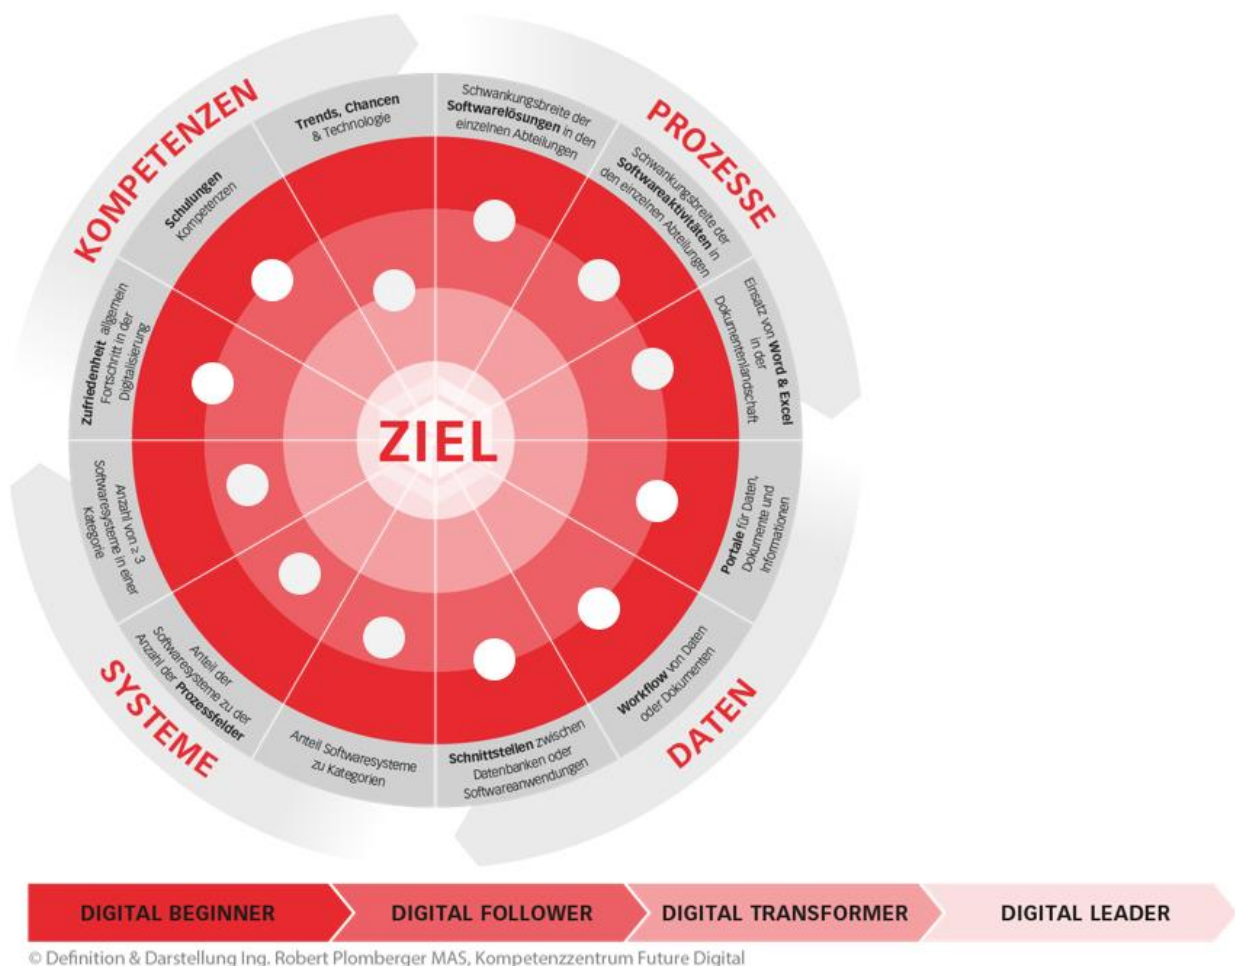 KOMPETENZEN
Trends, Chancen
& Technologie
Schulungen
Kompetenzen
Zufriedenheit allgemein
Fortschritt in der
Digitalisierung
PROZESSE
Schwankungsbreite der
Softwarelösungen in den
einzelnen Abteilungen
Schwankungsbreite der
Softwareaktivitäten in
den einzelnen Abteilungen
Einsatz von Word & Excel
in der
Dokumentenlandschaft
ZIEL
DATEN
Portale für Daten,
Dokumente und
Informationen
Workflow von Daten
oder Dokumenten
Schnittstellen zwischen
Datenbanken oder
Softwareanwendungen
SYSTEME
Anteil Softwaresysteme
zu Kategorien
Anteil der
Softwaresysteme zu der
Anzahl der Prozessfelder
Anzahl von ≥ 3
Softwaresysteme in einer
Kategorie
DIGITAL BEGINNER
DIGITAL FOLLOWER
DIGITAL TRANSFORMER
DIGITAL LEADER
© Definition & Darstellung Ing. Robert Plomberger MAS, Kompetenzzentrum Future Digital